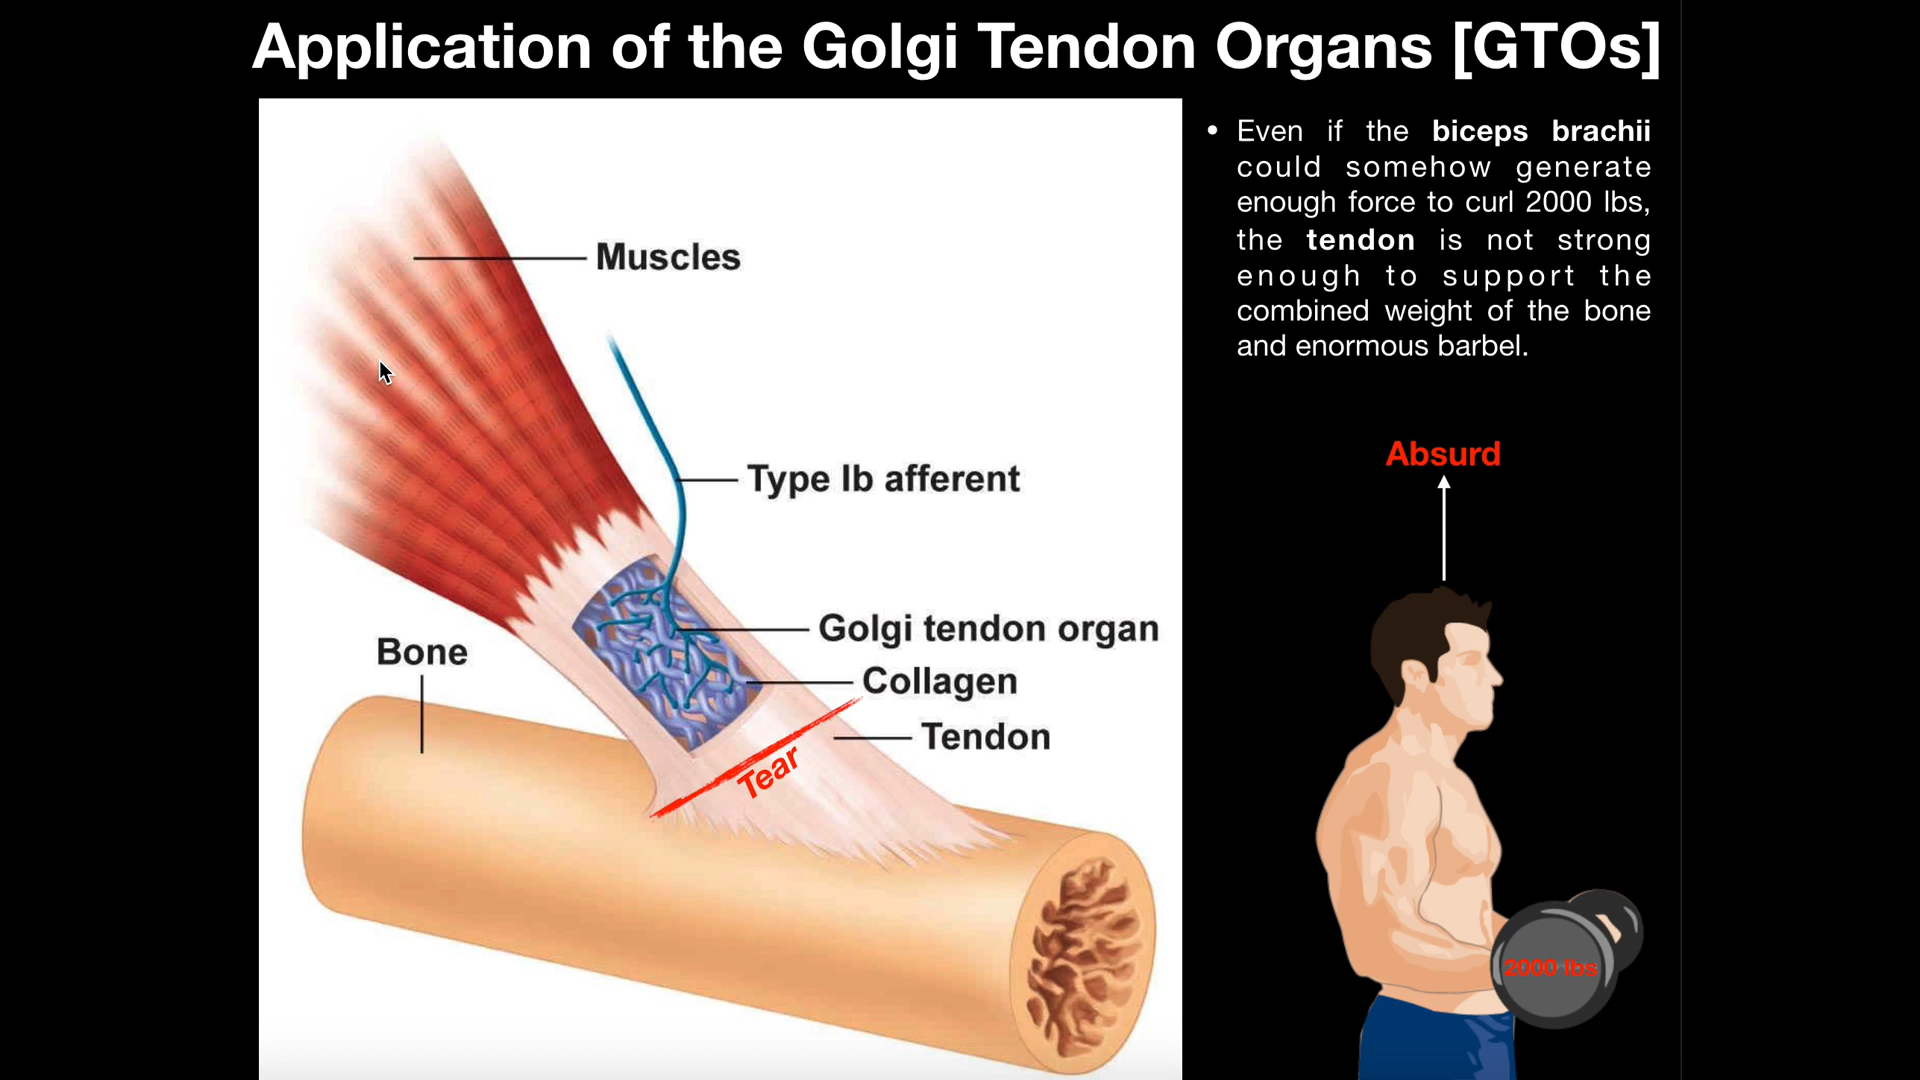 Application of the Golgi Tendon Organs [GTOs]
Muscles
Type Ib afferent
Golgi tendon organ
Bone
Collagen
Tendon
Tear
• Even if the biceps brachii
could somehow generate
enough force to curl 2000 lbs,
the tendon is not strong
enough to support the
combined weight of the bone
and enormous barbel.
Absurd
2000 lbs